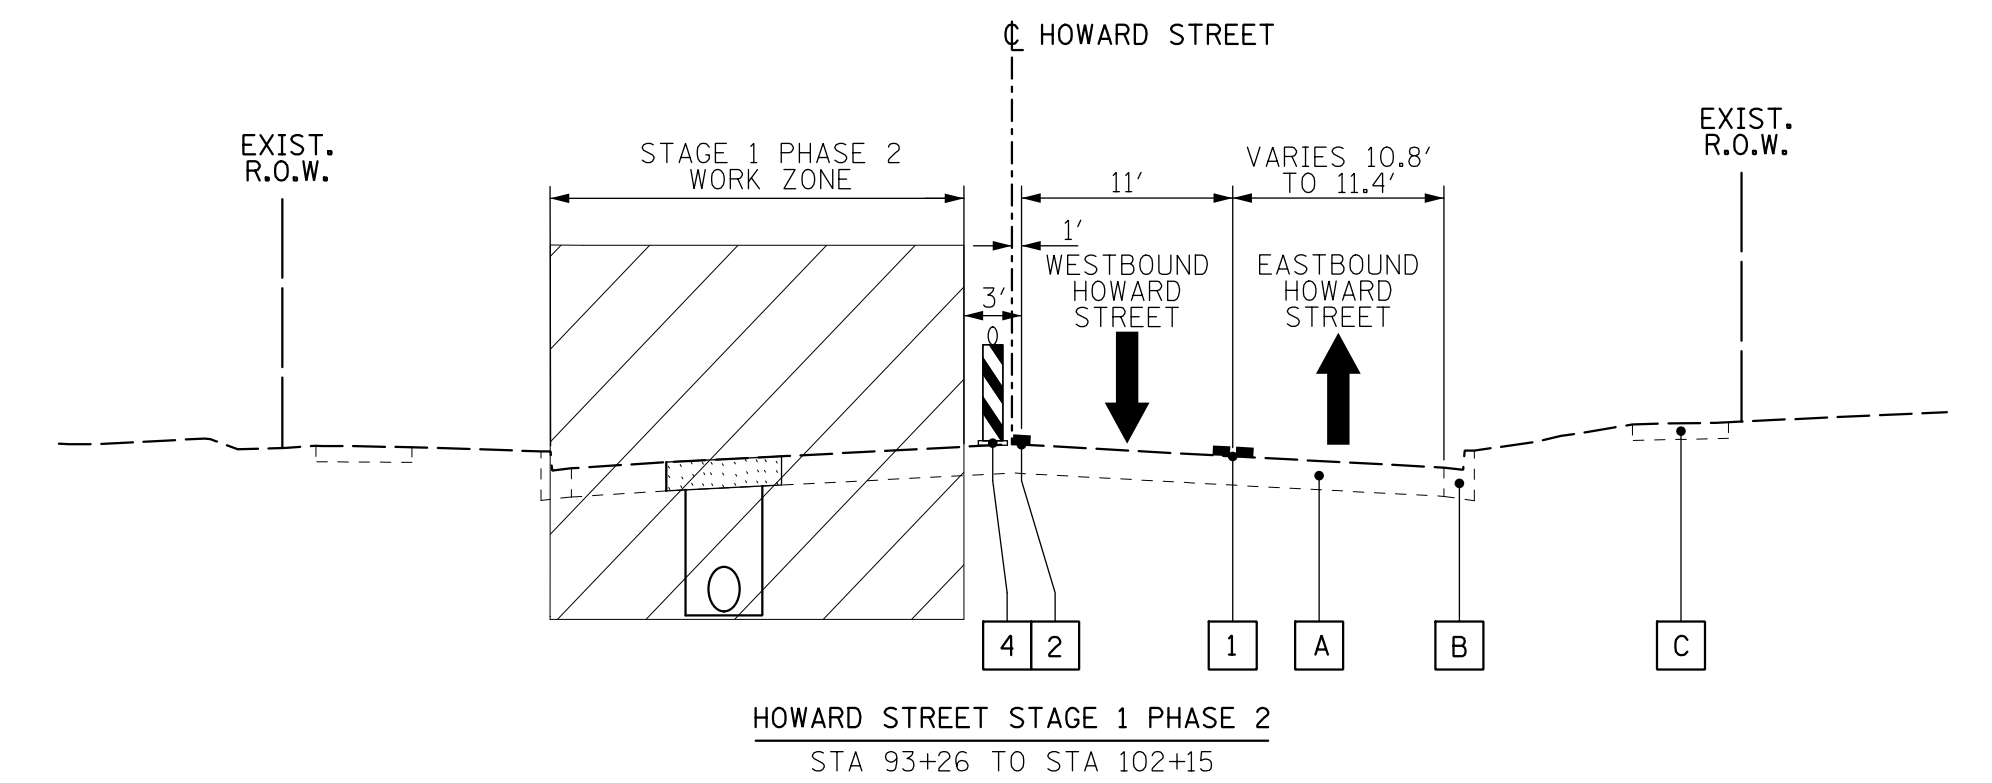 ℄ HOWARD STREET
EXIST.
R.O.W.
STAGE 1 PHASE 2
WORK ZONE
11′
VARIES 10.8′
TO 11.4′
EXIST.
R.O.W.
1′
3′
WESTBOUND
HOWARD
STREET
EASTBOUND
HOWARD
STREET
4
2
1
A
B
C
HOWARD STREET STAGE 1 PHASE 2
STA 93+26 TO STA 102+15